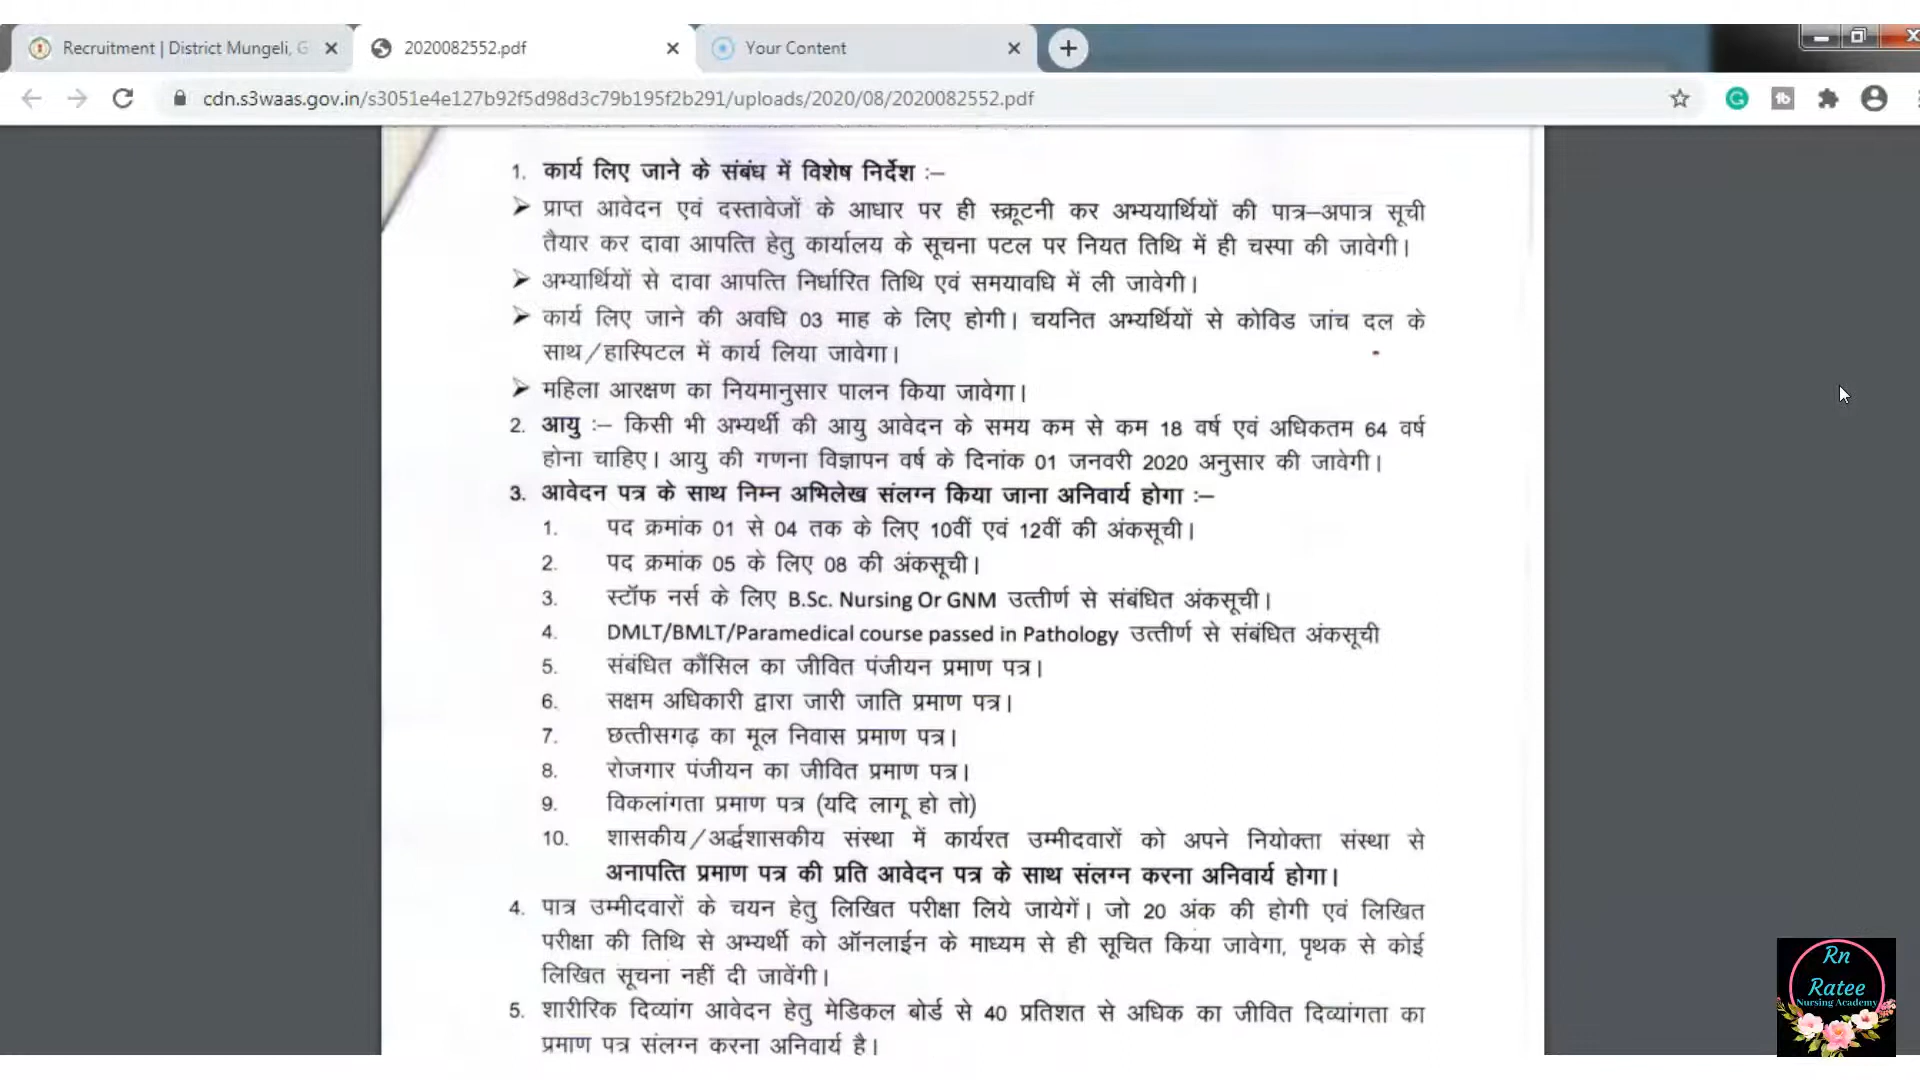 Recruitment | District Mungeli, G
2020082552.pdf
Your Content
cdn.s3waas.gov.in/s3051e4e127b92f5d98d3c79b195f2b291/uploads/2020/08/2020082552.pdf
1. कार्य लिए जाने के संबंध में विशेष निर्देश :–
➢ प्राप्त आवेदन एवं दस्तावेजों के आधार पर ही स्क्रूटनी कर अभ्ययार्थियों की पात्र–अपात्र सूची
तैयार कर दावा आपत्ति हेतु कार्यालय के सूचना पटल पर नियत तिथि में ही चस्पा की जावेगी।
➢ अभ्यार्थियों से दावा आपत्ति निर्धारित तिथि एवं समयावधि में ली जावेगी।
➢ कार्य लिए जाने की अवधि 03 माह के लिए होगी। चयनित अभ्यर्थियों से कोविड जांच दल के
साथ/हास्पिटल में कार्य लिया जावेगा।
➢ महिला आरक्षण का नियमानुसार पालन किया जावेगा।
2. आयु :– किसी भी अभ्यर्थी की आयु आवेदन के समय कम से कम 18 वर्ष एवं अधिकतम 64 वर्ष
होना चाहिए। आयु की गणना विज्ञापन वर्ष के दिनांक 01 जनवरी 2020 अनुसार की जावेगी।
3. आवेदन पत्र के साथ निम्न अभिलेख संलग्न किया जाना अनिवार्य होगा :–
1. पद क्रमांक 01 से 04 तक के लिए 10वीं एवं 12वीं की अंकसूची।
2. पद क्रमांक 05 के लिए 08 की अंकसूची।
3. स्टॉफ नर्स के लिए B.Sc. Nursing Or GNM उत्तीर्ण से संबंधित अंकसूची।
4. DMLT/BMLT/Paramedical course passed in Pathology उत्तीर्ण से संबंधित अंकसूची
5. संबंधित कौंसिल का जीवित पंजीयन प्रमाण पत्र।
6. सक्षम अधिकारी द्वारा जारी जाति प्रमाण पत्र।
7. छत्तीसगढ़ का मूल निवास प्रमाण पत्र।
8. रोजगार पंजीयन का जीवित प्रमाण पत्र।
9. विकलांगता प्रमाण पत्र (यदि लागू हो तो)
10. शासकीय/अर्द्धशासकीय संस्था में कार्यरत उम्मीदवारों को अपने नियोक्ता संस्था से
अनापत्ति प्रमाण पत्र की प्रति आवेदन पत्र के साथ संलग्न करना अनिवार्य होगा।
4. पात्र उम्मीदवारों के चयन हेतु लिखित परीक्षा लिये जायेगें। जो 20 अंक की होगी एवं लिखित
परीक्षा की तिथि से अभ्यर्थी को ऑनलाईन के माध्यम से ही सूचित किया जावेगा, पृथक से कोई
लिखित सूचना नहीं दी जावेंगी।
5. शारीरिक दिव्यांग आवेदन हेतु मेडिकल बोर्ड से 40 प्रतिशत से अधिक का जीवित दिव्यांगता का
प्रमाण पत्र संलग्न करना अनिवार्य है।
Rn
Ratee
Nursing Academy